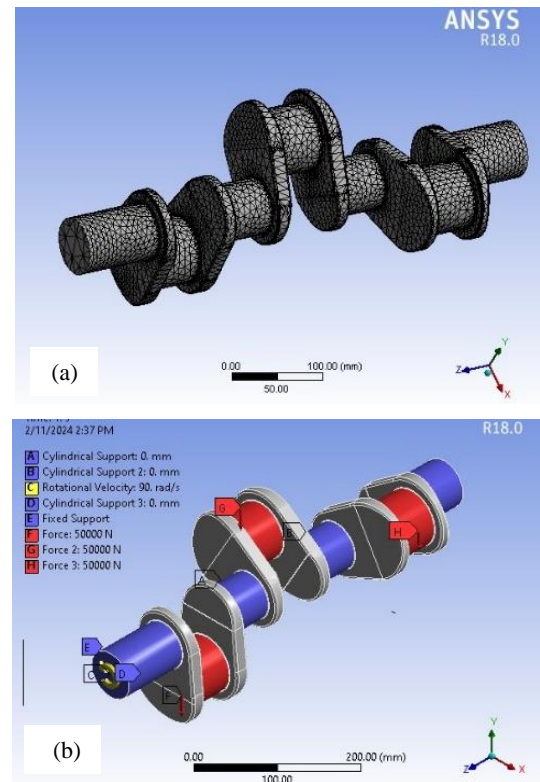 ANSYS
R18.0
0.00 100.00 (mm)
50.00
Y
Z
X
(a)
2/11/2024 2:37 PM
R18.0
A Cylindrical Support: 0. mm
B Cylindrical Support 2: 0. mm
C Rotational Velocity: 90. rad/s
D Cylindrical Support 3: 0. mm
E Fixed Support
F Force: 50000 N
G Force 2: 50000 N
H Force 3: 50000 N
G
B
H
A
E
C D
F
0.00 200.00 (mm)
100.00
Y
Z X
(b)